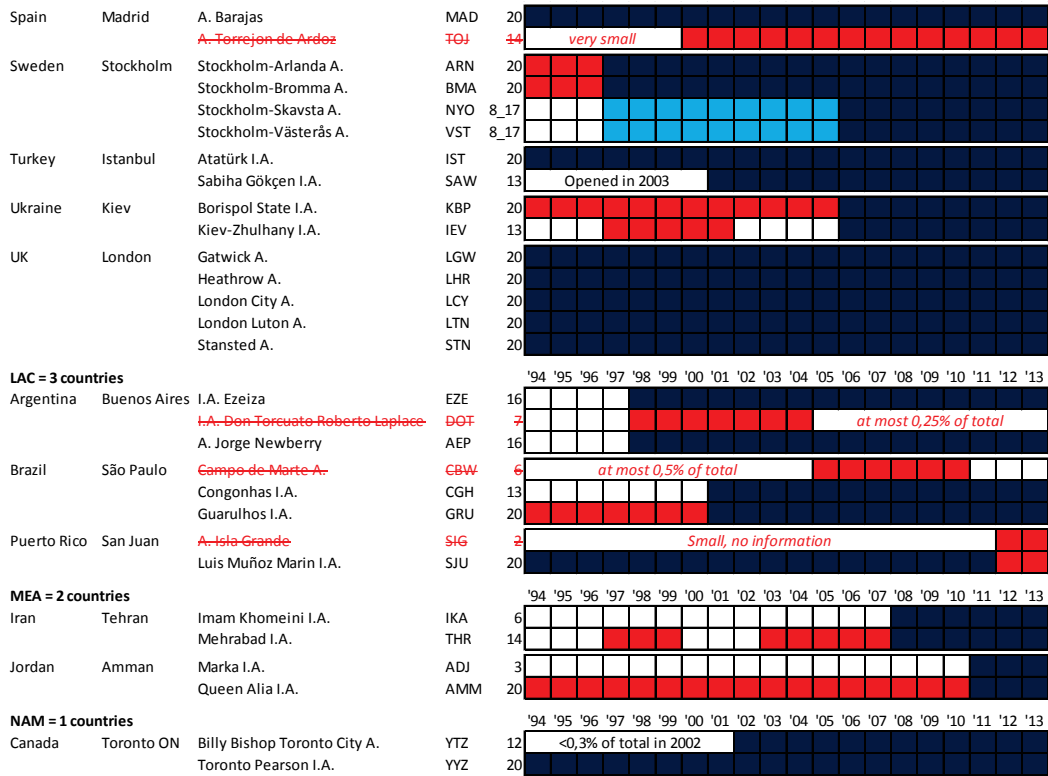 Spain Madrid A. Barajas MAD 20
A. Torrejon de Ardoz TOJ 14 very small
Sweden Stockholm Stockholm-Arlanda A. ARN 20
Stockholm-Bromma A. BMA 20
Stockholm-Skavsta A. NYO 8_17
Stockholm-Västerås A. VST 8_17
Turkey Istanbul Atatürk I.A. IST 20
Sabiha Gökçen I.A. SAW 13 Opened in 2003
Ukraine Kiev Borispol State I.A. KBP 20
Kiev-Zhulhany I.A. IEV 13
UK London Gatwick A. LGW 20
Heathrow A. LHR 20
London City A. LCY 20
London Luton A. LTN 20
Stansted A. STN 20
LAC = 3 countries '94 '95 '96 '97 '98 '99 '00 '01 '02 '03 '04 '05 '06 '07 '08 '09 '10 '11 '12 '13
Argentina Buenos Aires I.A. Ezeiza EZE 16
I.A. Don Torcuato Roberto Laplace DOT 7 at most 0,25% of total
A. Jorge Newberry AEP 16
Brazil São Paulo Campo de Marte A. CBW 6 at most 0,5% of total
Congonhas I.A. CGH 13
Guarulhos I.A. GRU 20
Puerto Rico San Juan A. Isla Grande SIG 2 Small, no information
Luis Muñoz Marin I.A. SJU 20
MEA = 2 countries '94 '95 '96 '97 '98 '99 '00 '01 '02 '03 '04 '05 '06 '07 '08 '09 '10 '11 '12 '13
Iran Tehran Imam Khomeini I.A. IKA 6
Mehrabad I.A. THR 14
Jordan Amman Marka I.A. ADJ 3
Queen Alia I.A. AMM 20
NAM = 1 countries '94 '95 '96 '97 '98 '99 '00 '01 '02 '03 '04 '05 '06 '07 '08 '09 '10 '11 '12 '13
Canada Toronto ON Billy Bishop Toronto City A. YTZ 12 <0,3% of total in 2002
Toronto Pearson I.A. YYZ 20